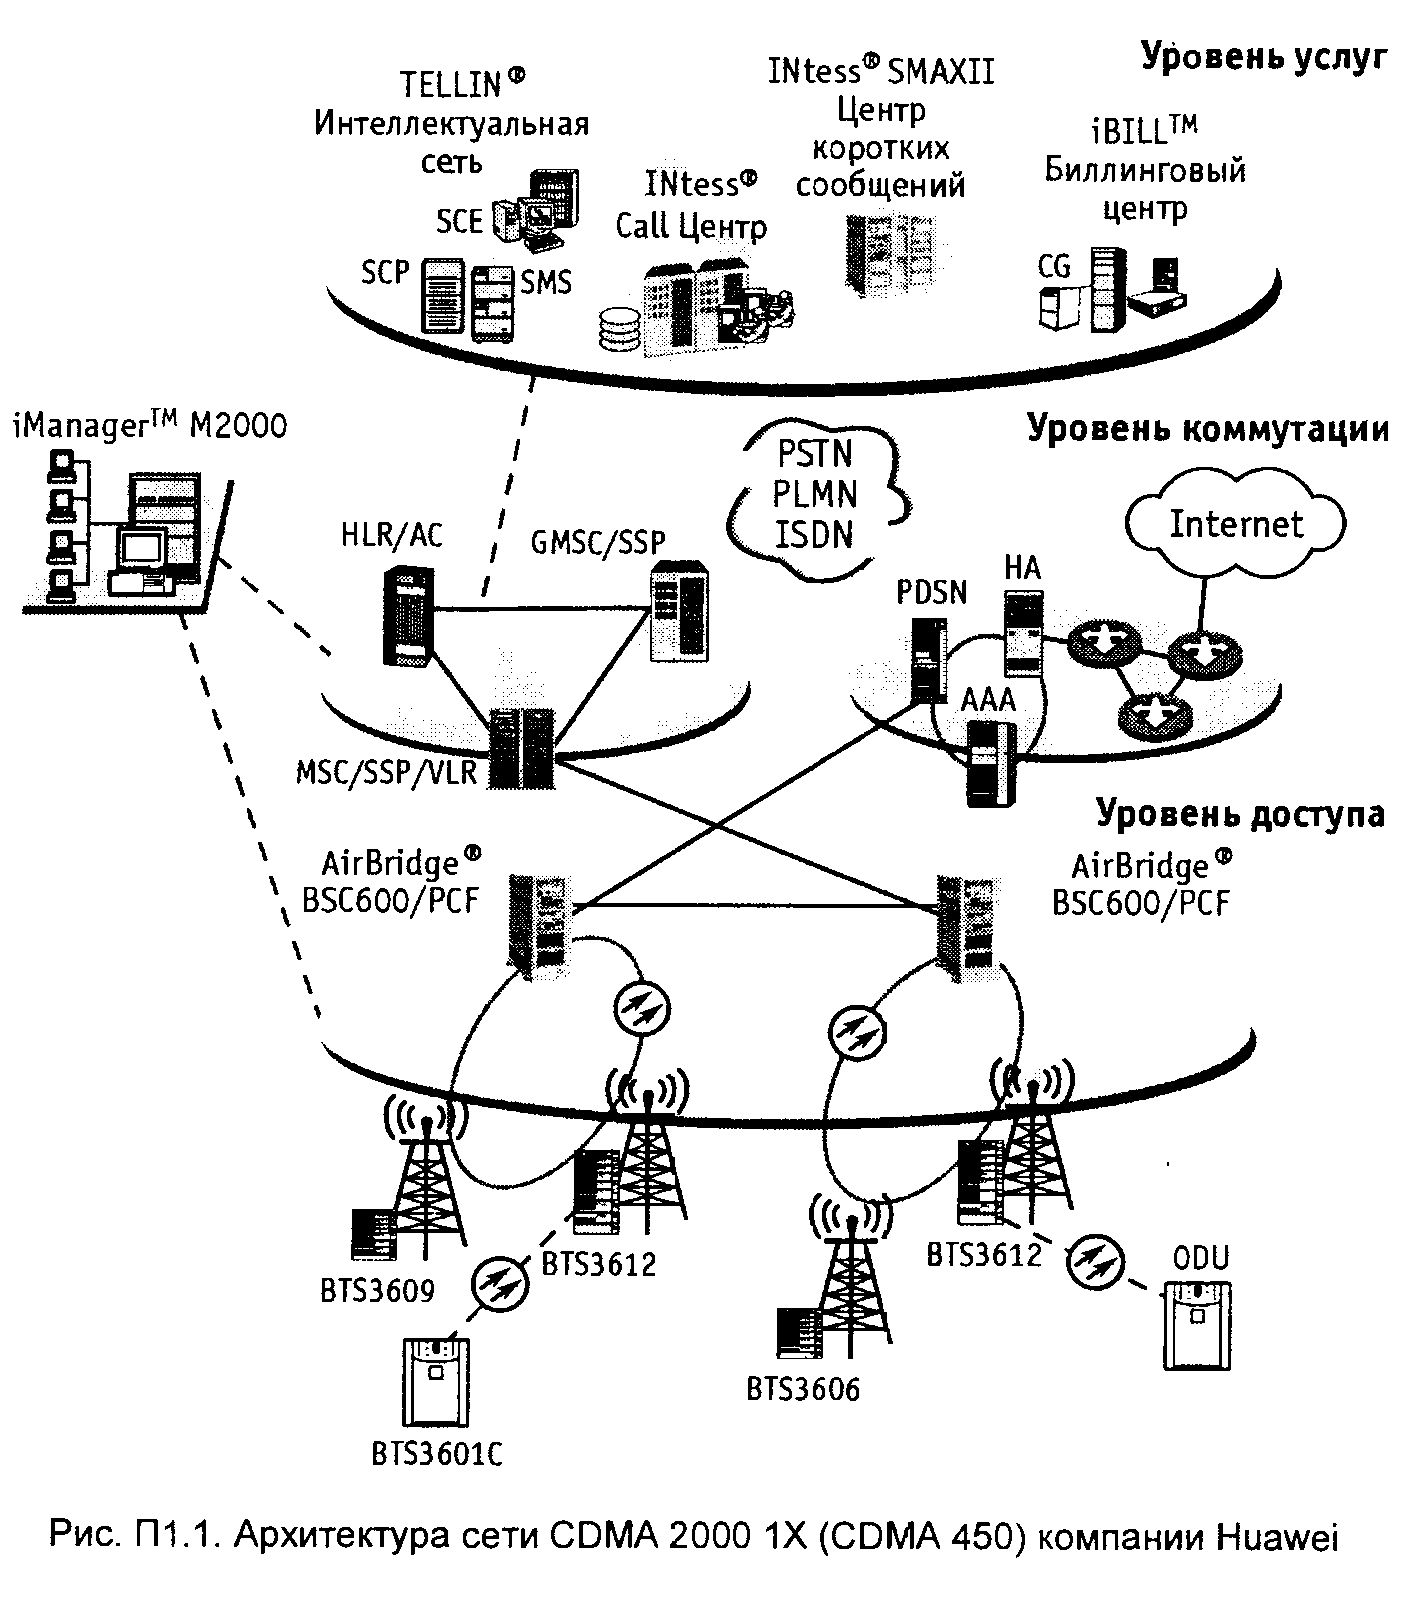 Уровень услуг
TELLIN®
Интеллектуальная
сеть
SCE
SCP
SMS
INtess®
Call Центр
INtess® SMAXII
Центр
коротких
сообщений
iBILL™
Биллинговый
центр
CG
iManager™ M2000
Уровень коммутации
PSTN
PLMN
ISDN
Internet
HLR/AC
GMSC/SSP
HA
PDSN
AAA
MSC/SSP/VLR
Уровень доступа
AirBridge®
BSC600/PCF
AirBridge®
BSC600/PCF
BTS3609
BTS3612
BTS3612
ODU
BTS3606
BTS3601C
Рис. П1.1. Архитектура сети CDMA 2000 1X (CDMA 450) компании Huawei